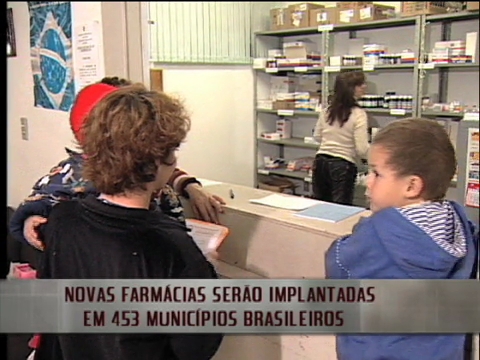 NOVAS FARMÁCIAS SERÃO IMPLANTADAS
EM 453 MUNICÍPIOS BRASILEIROS